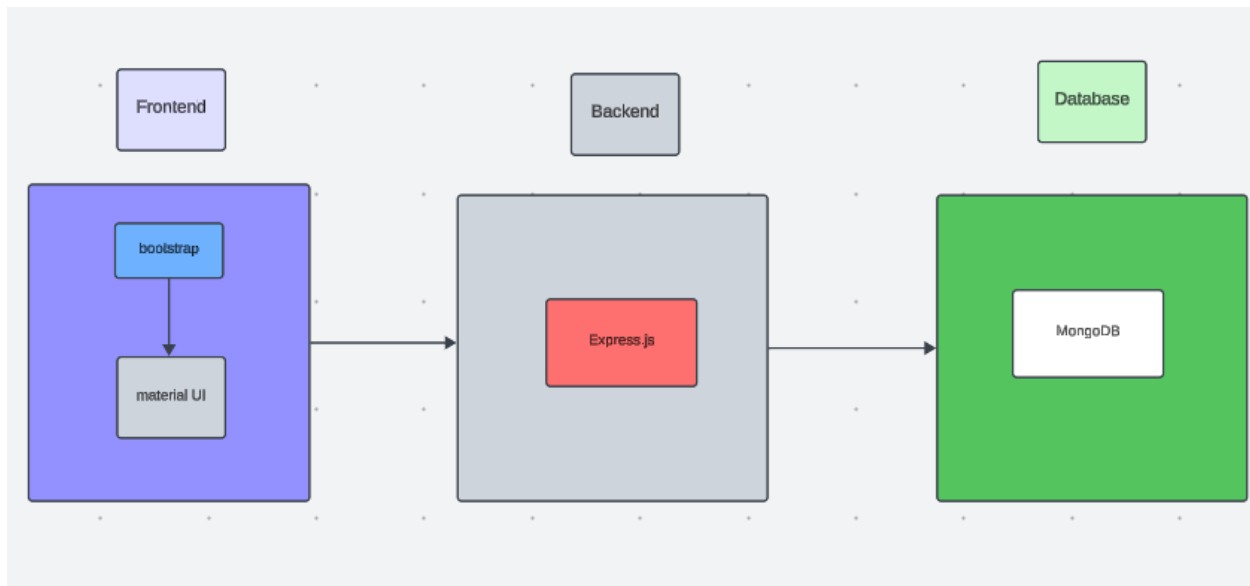 Frontend
Backend
Database
bootstrap
material UI
Express.js
MongoDB